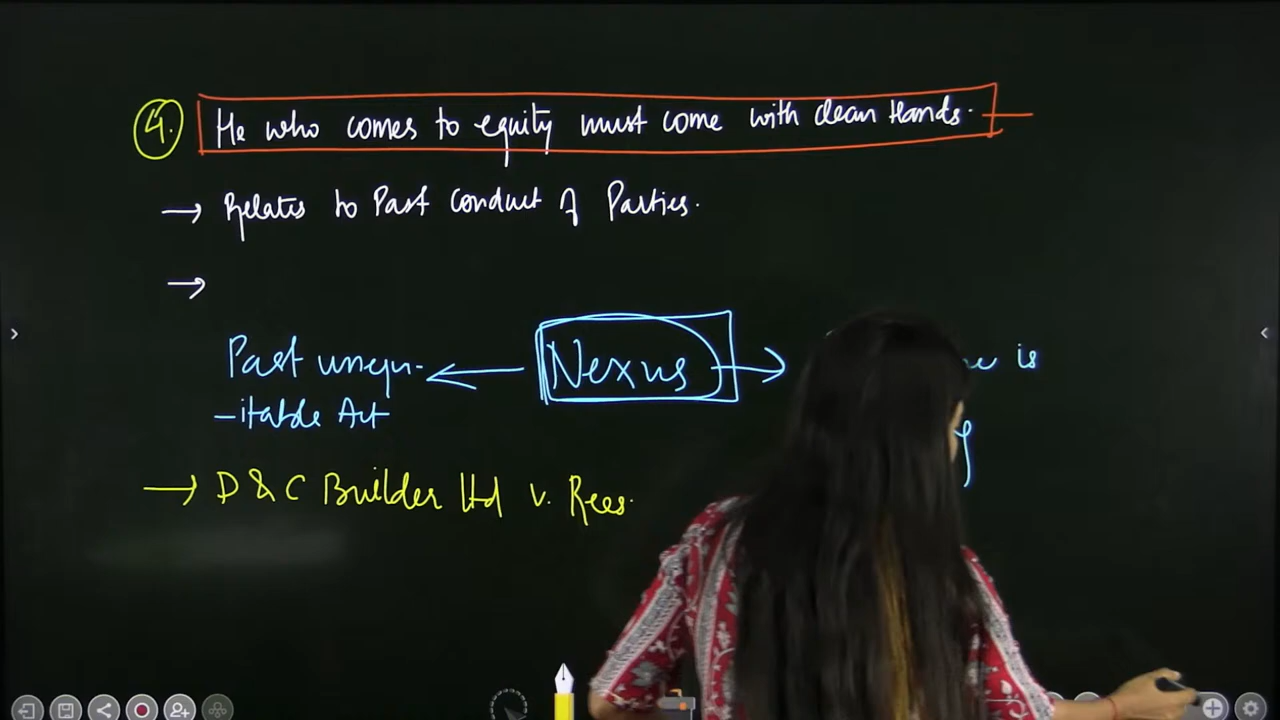 4. He who comes to equity must come with clean Hands.
→ Relates to Past Conduct of Parties.
→
Past unequ- ← Nexus → is
-itable Act
→ D & C Builder Ltd v. Rees.